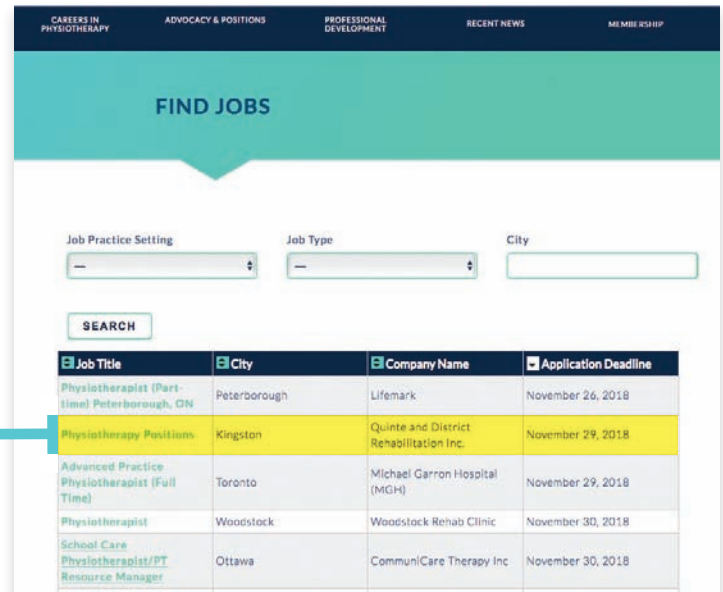 CAREERS IN
PHYSIOTHERAPY
ADVOCACY & POSITIONS
PROFESSIONAL
DEVELOPMENT
RECENT NEWS
MEMBERSHIP
FIND JOBS
Job Practice Setting
Job Type
City
—
—
SEARCH
Job Title City Company Name Application Deadline
Physiotherapist (Part-
time) Peterborough, ON
Peterborough
Lifemark
November 26, 2018
Physiotherapy Positions
Kingston
Quinte and District
Rehabilitation Inc.
November 29, 2018
Advanced Practice
Physiotherapist (Full
Time)
Toronto
Michael Garron Hospital
(MGH)
November 29, 2018
Physiotherapist
Woodstock
Woodstock Rehab Clinic
November 30, 2018
School Care
Physiotherapist/PT
Resource Manager
Ottawa
CommuniCare Therapy Inc
November 30, 2018